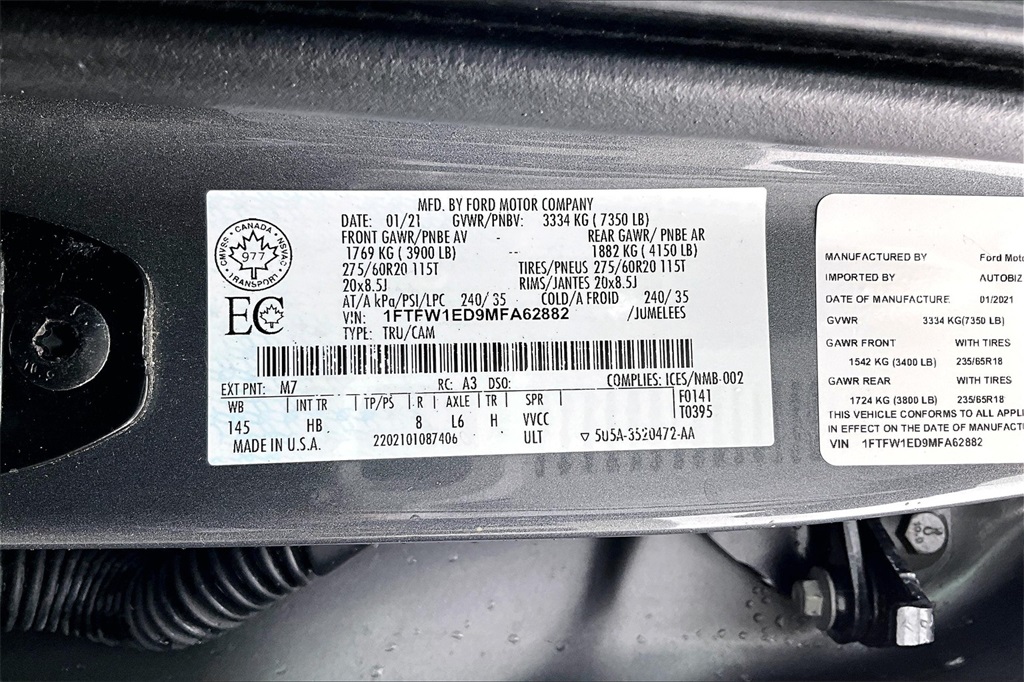 MFD. BY FORD MOTOR COMPANY
DATE: 01/21 GVWR/PNBV: 3334 KG ( 7350 LB)
FRONT GAWR/PNBE AV - REAR GAWR/ PNBE AR
1769 KG ( 3900 LB) -- 1882 KG ( 4150 LB)
275/60R20 115T TIRES/PNEUS 275/60R20 115T
20x8.5J RIMS/JANTES 20x8.5J
AT/A kPa/PSI/LPC 240/ 35 COLD/A FROID 240/ 35
VIN: 1FTFW1ED9MFA62882 /JUMELEES
TYPE: TRU/CAM
CMVSS · CANADA · NSVAC
977
TRANSPORT
EC
EXT PNT: M7 RC: A3 DSO: COMPLIES: ICES/NMB-002
WB INT TR TP/PS R AXLE TR SPR F0141
145 HB 8 L6 H VVCC T0395
MADE IN U.S.A. 2202101087406 ULT 5U5A-3520472-AA
MANUFACTURED BY Ford Moto
IMPORTED BY AUTOBIZ
DATE OF MANUFACTURE 01/2021
GVWR 3334 KG(7350 LB)
GAWR FRONT WITH TIRES
1542 KG (3400 LB) 235/65R18
GAWR REAR WITH TIRES
1724 KG (3800 LB) 235/65R18
THIS VEHICLE CONFORMS TO ALL APPLI
IN EFFECT ON THE DATE OF MANUFACT
VIN 1FTFW1ED9MFA62882